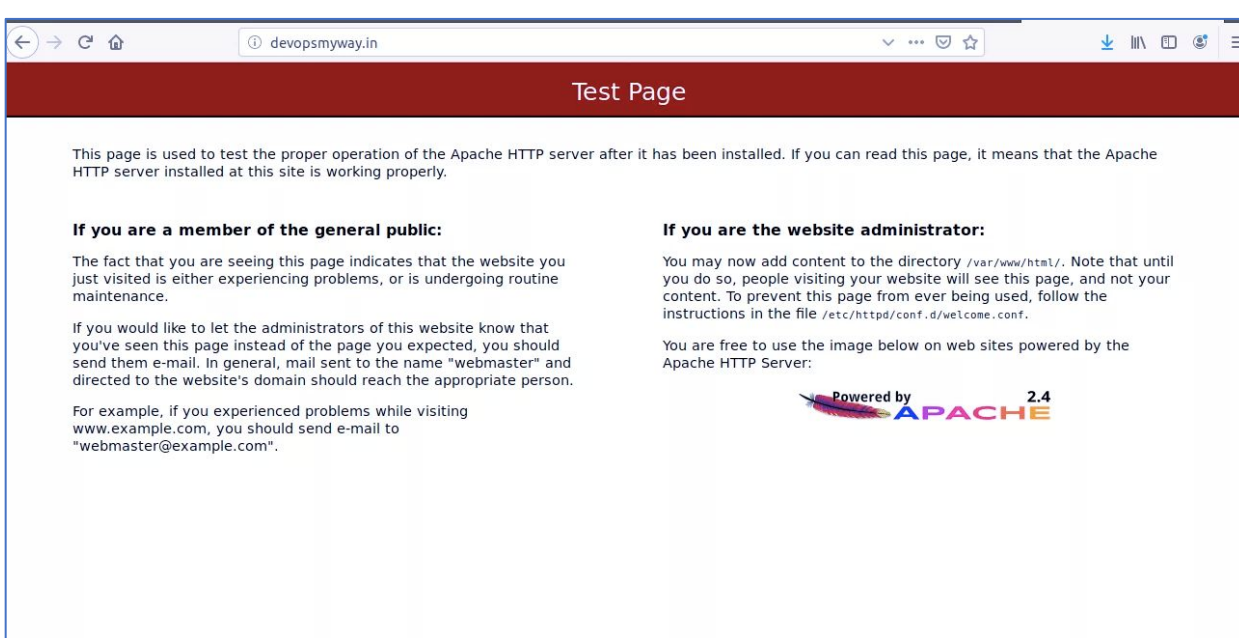 devopsmyway.in
Test Page
This page is used to test the proper operation of the Apache HTTP server after it has been installed. If you can read this page, it means that the Apache
HTTP server installed at this site is working properly.
If you are a member of the general public:
The fact that you are seeing this page indicates that the website you
just visited is either experiencing problems, or is undergoing routine
maintenance.
If you would like to let the administrators of this website know that
you've seen this page instead of the page you expected, you should
send them e-mail. In general, mail sent to the name "webmaster" and
directed to the website's domain should reach the appropriate person.
For example, if you experienced problems while visiting
www.example.com, you should send e-mail to
"webmaster@example.com".
If you are the website administrator:
You may now add content to the directory /var/www/html/. Note that until
you do so, people visiting your website will see this page, and not your
content. To prevent this page from ever being used, follow the
instructions in the file /etc/httpd/conf.d/welcome.conf.
You are free to use the image below on web sites powered by the
Apache HTTP Server:
Powered by 2.4
APACHE